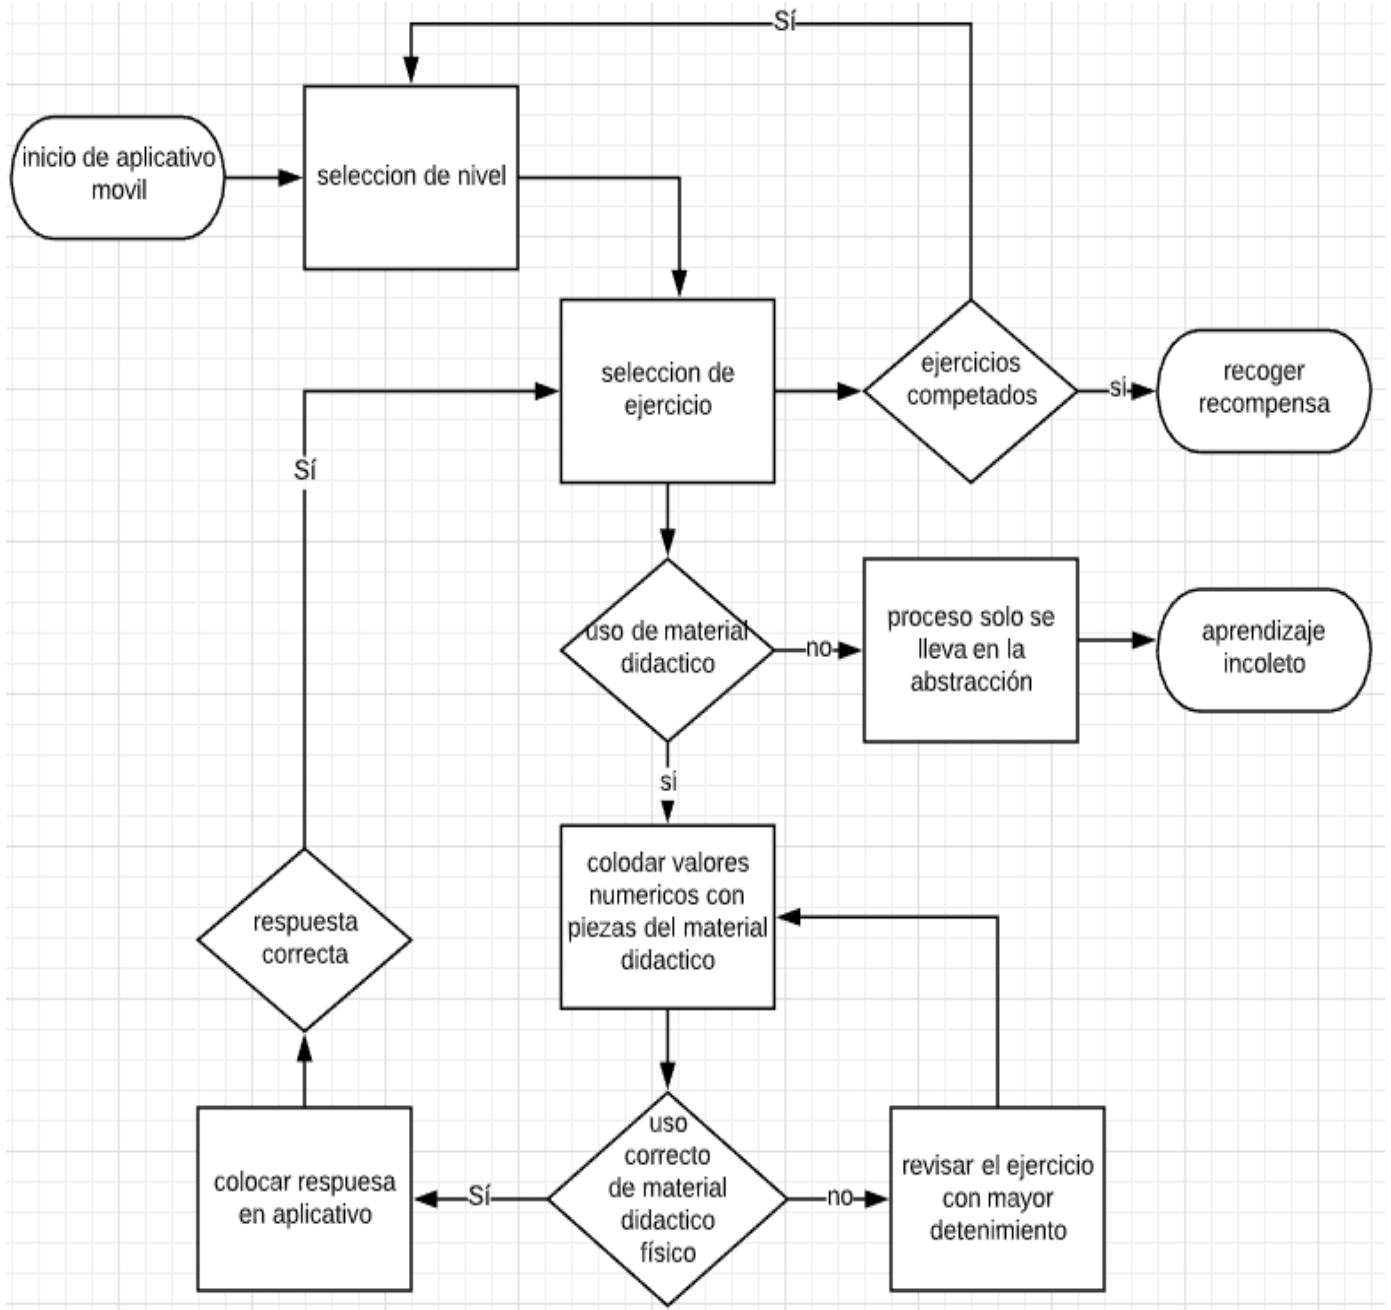 Sí
inicio de aplicativo
movil
seleccion de nivel
seleccion de
ejercicio
ejercicios
competados
sí
recoger
recompensa
Sí
uso de material
didactico
no
proceso solo se
lleva en la
abstracción
aprendizaje
incoleto
sí
colodar valores
numericos con
piezas del material
didactico
respuesta
correcta
uso
correcto
de material
didactico
físico
Sí
colocar respuesa
en aplicativo
no
revisar el ejercicio
con mayor
detenimiento